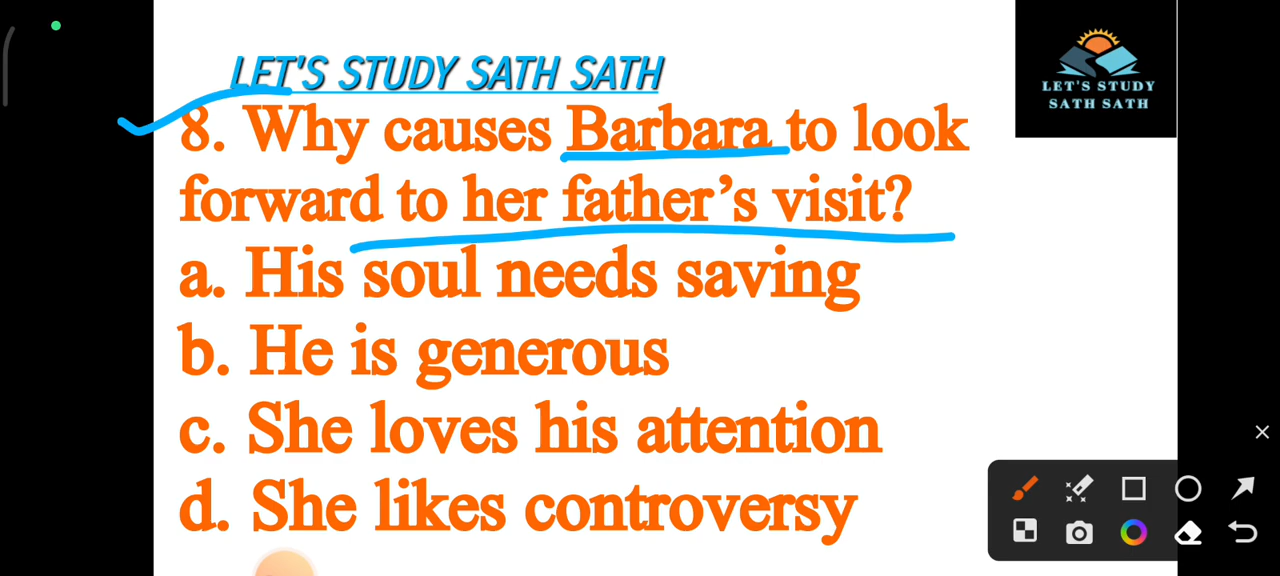 LET'S STUDY SATH SATH
LET'S STUDY
SATH SATH
8. Why causes Barbara to look
forward to her father’s visit?
a. His soul needs saving
b. He is generous
c. She loves his attention
d. She likes controversy